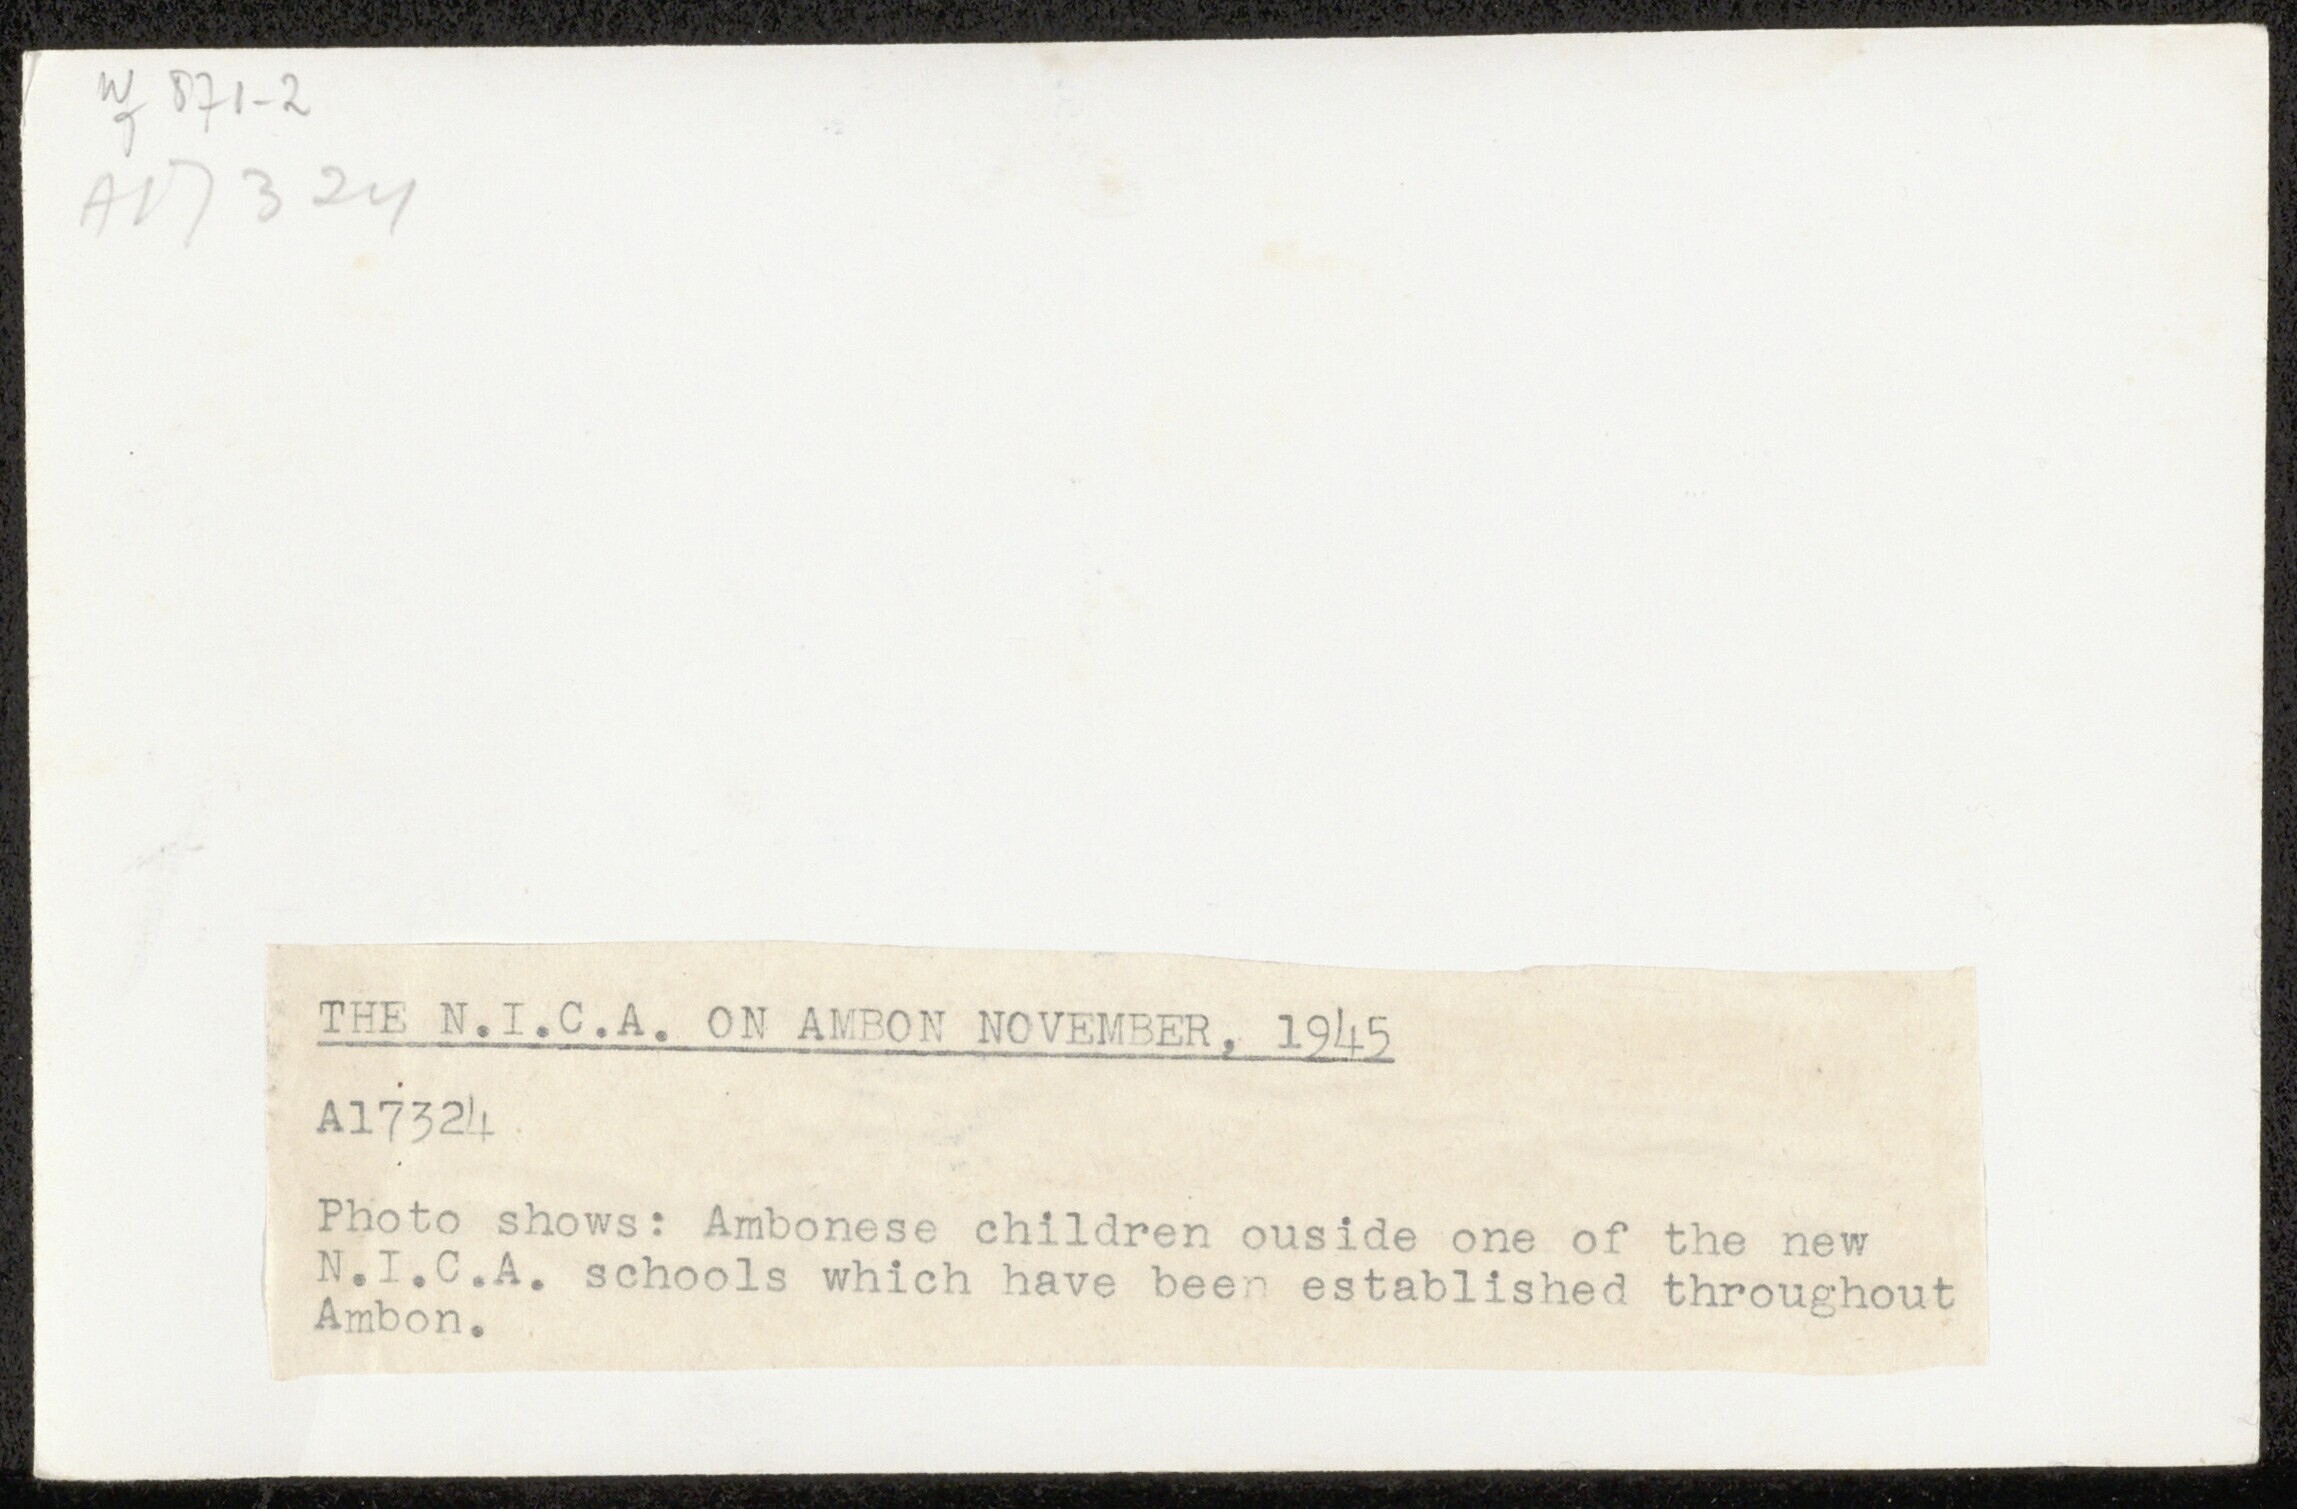 871-2
A17324
THE N.I.C.A. ON AMBON NOVEMBER, 1945
A17324
Photo shows: Ambonese children ouside one of the new
N.I.C.A. schools which have been established throughout
Ambon.